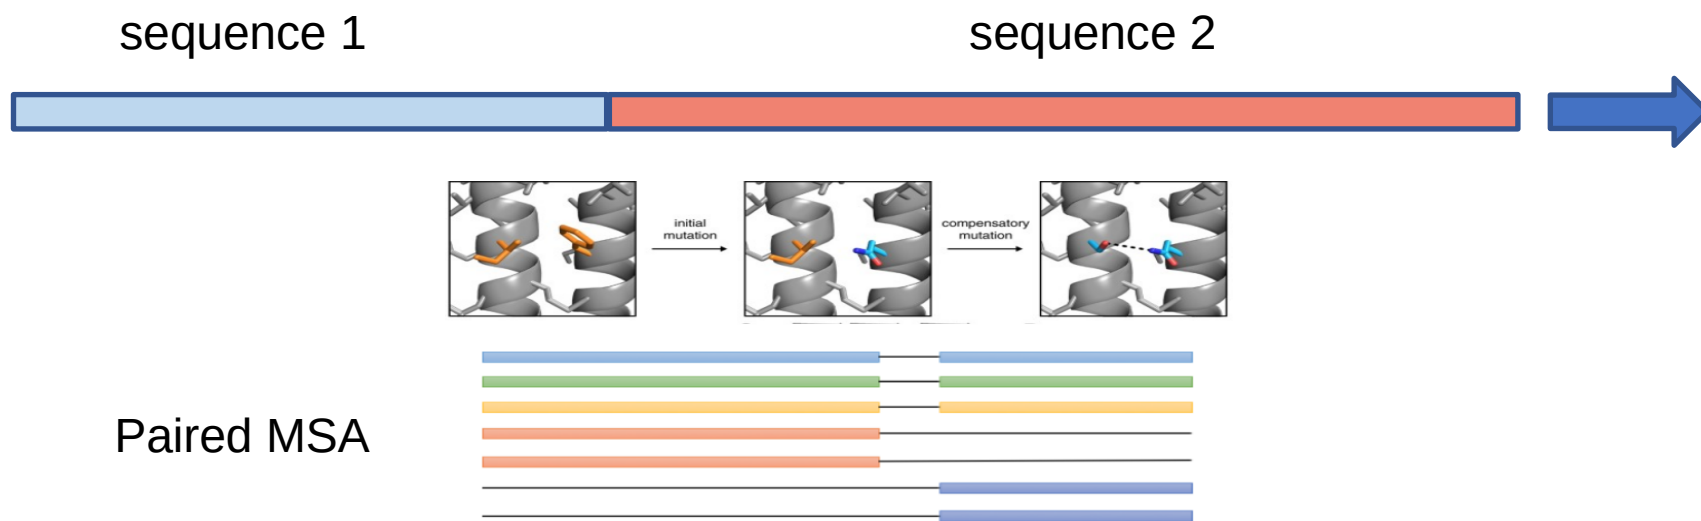 sequence 1
sequence 2
initial
mutation
compensatory
mutation
Paired MSA